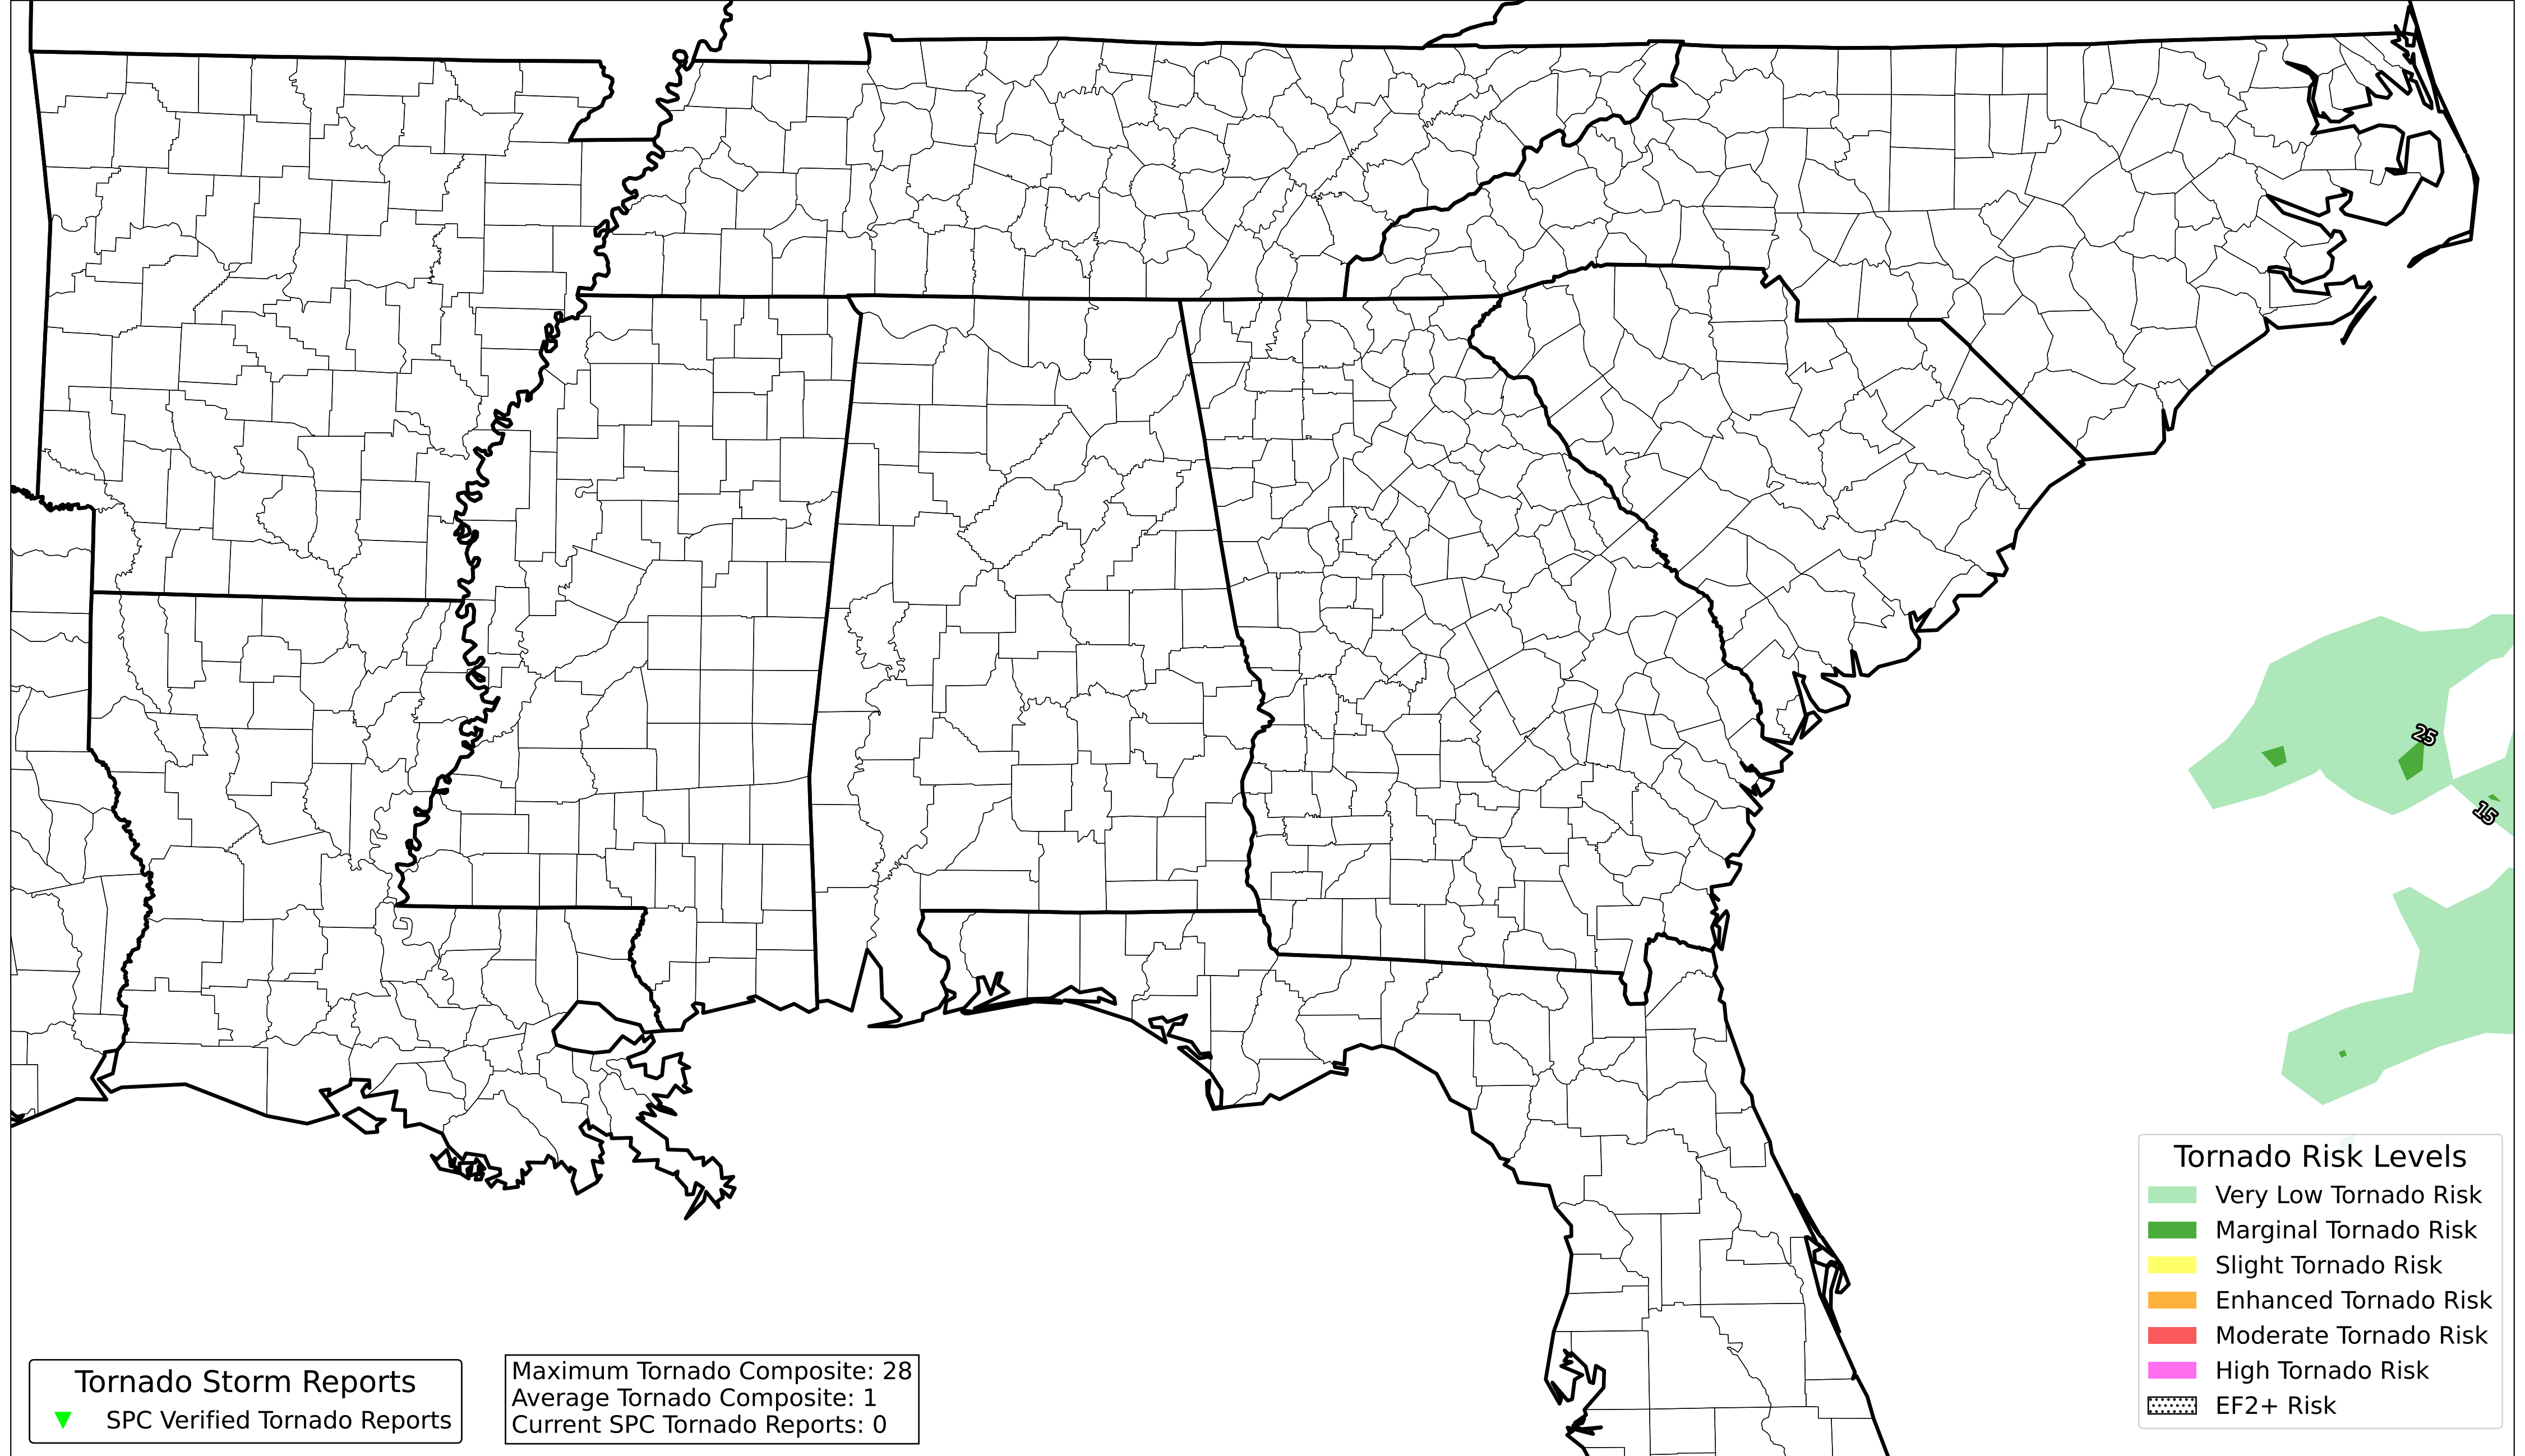 25
15
Tornado Risk Levels
Very Low Tornado Risk
Marginal Tornado Risk
Slight Tornado Risk
Enhanced Tornado Risk
Moderate Tornado Risk
High Tornado Risk
EF2+ Risk
Tornado Storm Reports
SPC Verified Tornado Reports
Maximum Tornado Composite: 28
Average Tornado Composite: 1
Current SPC Tornado Reports: 0